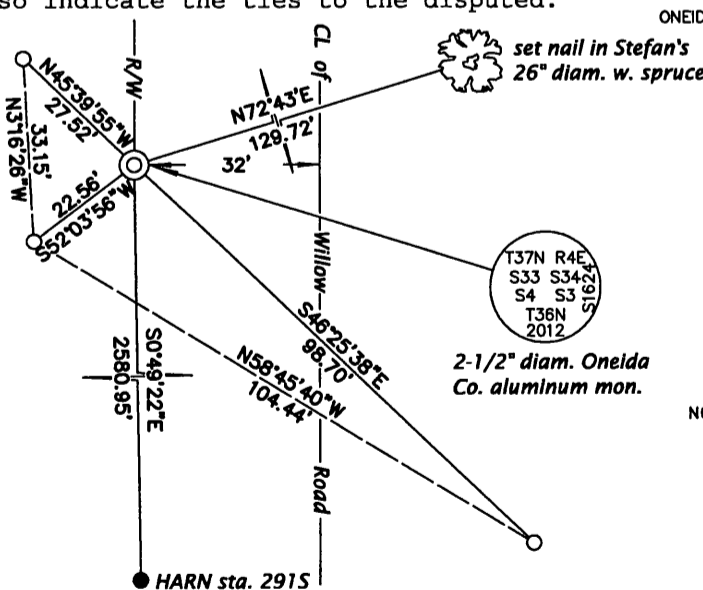 so indicate the ties to the disputed.
ONEID
R/W
CL of
set nail in Stefan's
26" diam. w. spruce
N45°39'55"W
27.52'
N72°43'E
129.72'
32'
33.15'
N3°16'26"W
22.56'
S52°03'56"W
T37N R4E
S33 S34
S4 S3
T36N
2012
S1624
Willow
S46°25'38"E
98.70'
2-1/2" diam. Oneida
Co. aluminum mon.
S0°49'22"E
2580.95'
N58°45'40"W
104.44'
Road
HARN sta. 291S